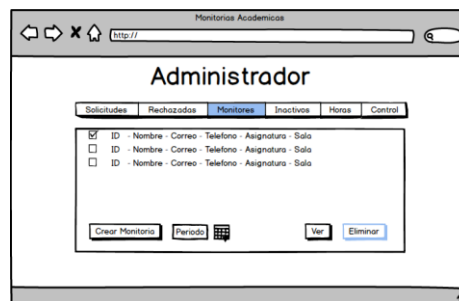 Monitorias Academicas
http://
Administrador
Solicitudes Rechazadas Monitores Inactivos Horas Control
ID - Nombre - Correo - Telefono - Asignatura - Sala
ID - Nombre - Correo - Telefono - Asignatura - Sala
ID - Nombre - Correo - Telefono - Asignatura - Sala
Crear Monitoria Periodo Ver Eliminar